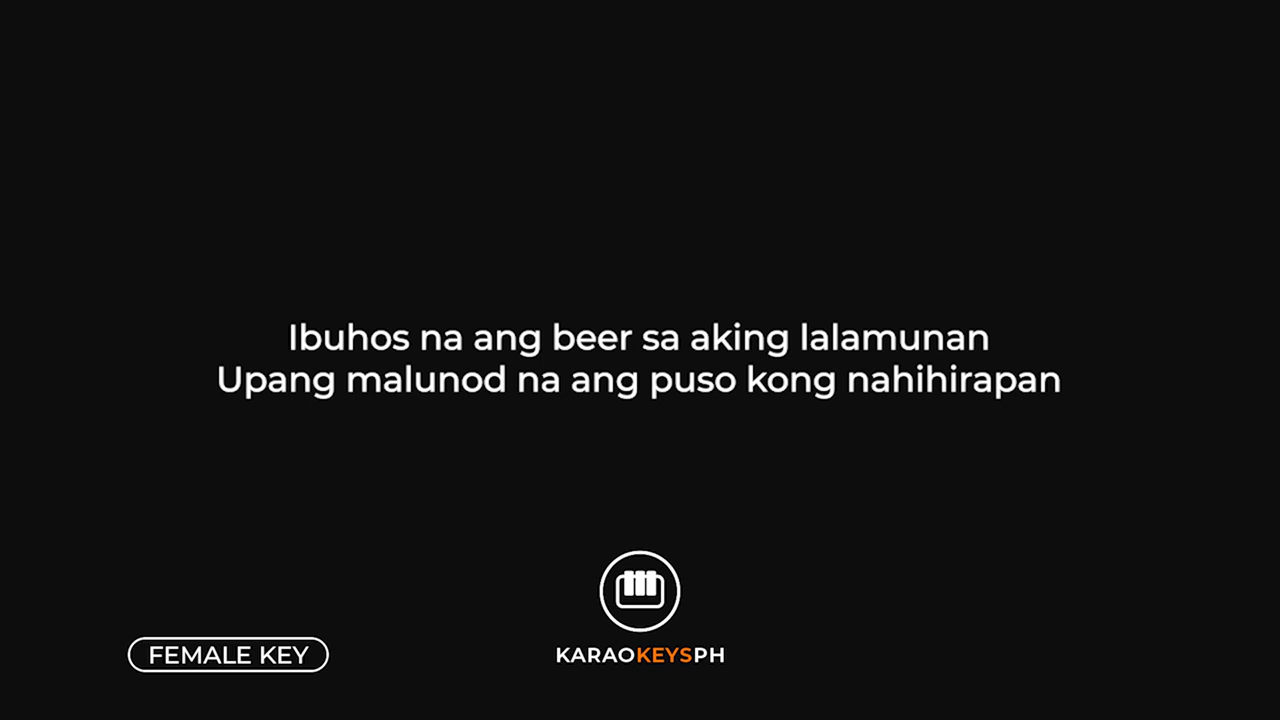 Ibuhos na ang beer sa aking lalamunan
Upang malunod na ang puso kong nahihirapan
FEMALE KEY
KARAOKEYSPH